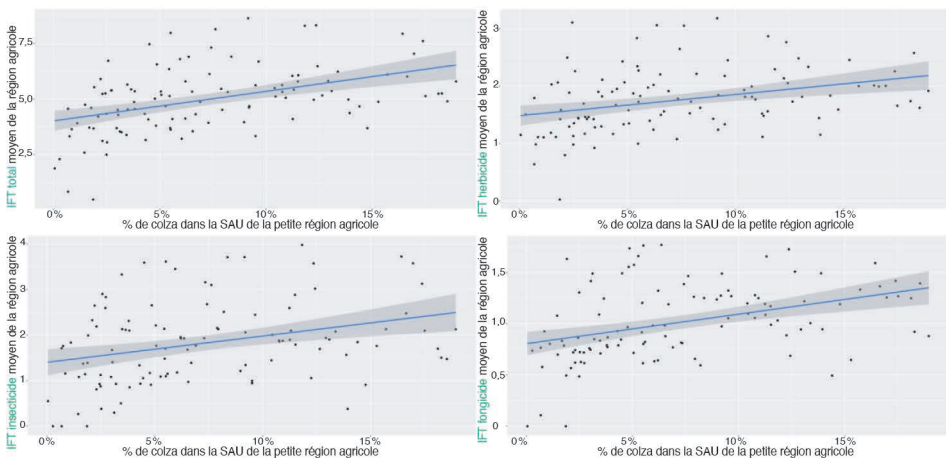 IFT total moyen de la région agricole
7,5
5,0
2,5
0% 5% 10% 15%
% de colza dans la SAU de la petite région agricole
IFT herbicide moyen de la région agricole
3
2
1
0
0% 5% 10% 15%
% de colza dans la SAU de la petite région agricole
IFT insecticide moyen de la région agricole
4
3
2
1
0
0% 5% 10% 15%
% de colza dans la SAU de la petite région agricole
IFT fongicide moyen de la région agricole
1,5
1,0
0,5
0
0% 5% 10% 15%
% de colza dans la SAU de la petite région agricole